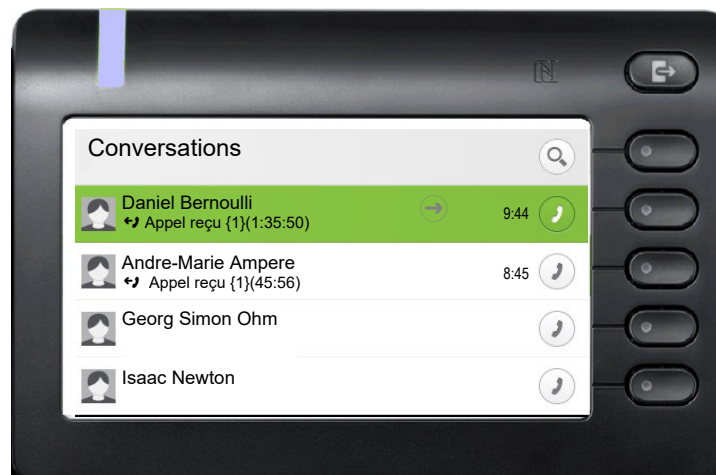 Conversations
Daniel Bernoulli
Appel reçu {1}(1:35:50)
9:44
Andre-Marie Ampere
Appel reçu {1}(45:56)
8:45
Georg Simon Ohm
Isaac Newton